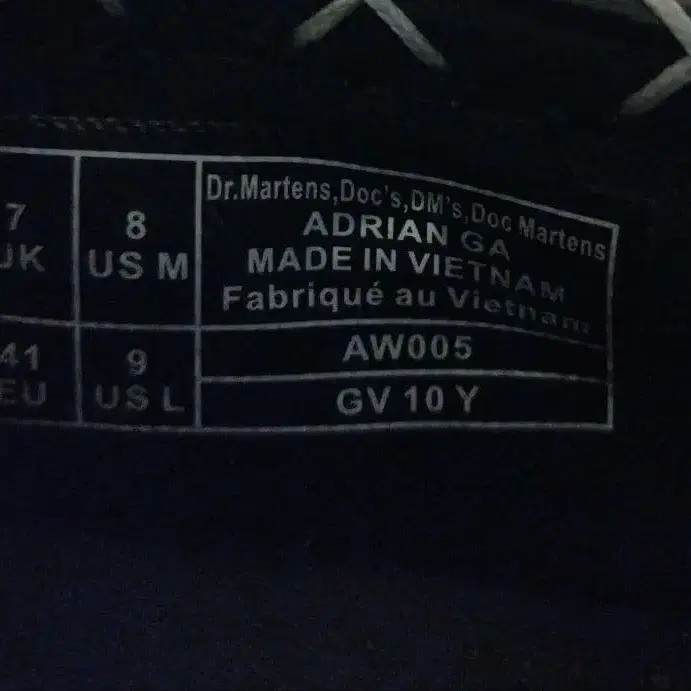 7
UK
8
US M
Dr.Martens,Doc's,DM's,Doc Martens
ADRIAN GA
MADE IN VIETNAM
Fabriqué au Vietnam
41
EU
9
US L
AW005
GV 10 Y